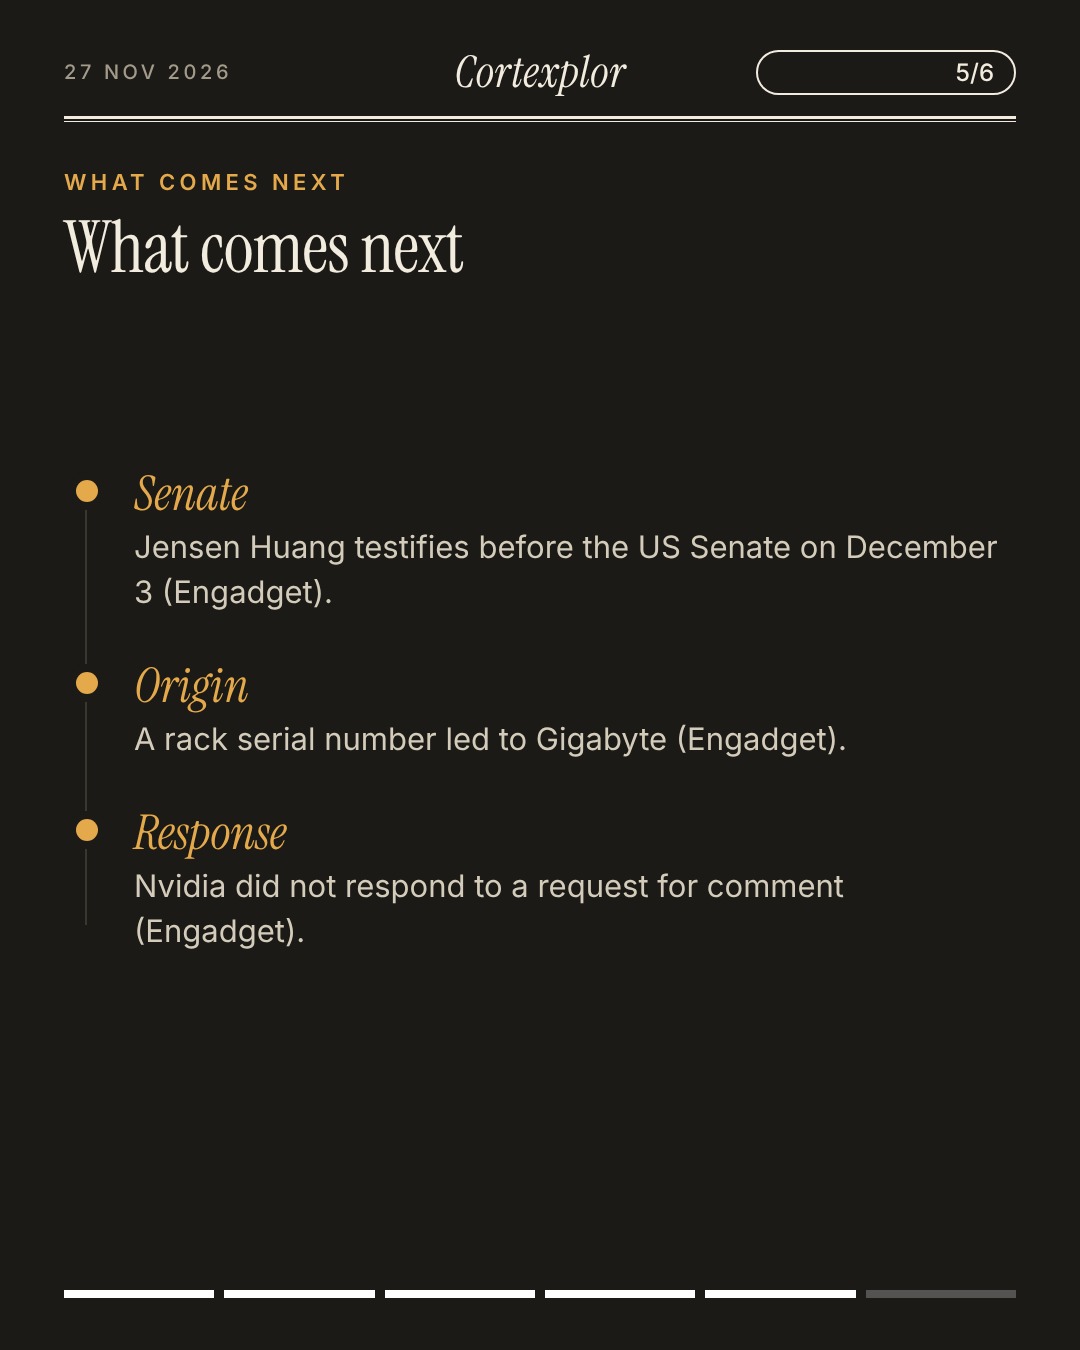 27 NOV 2026
Cortexplor
5/6
WHAT COMES NEXT
What comes next
Senate
Jensen Huang testifies before the US Senate on December
3 (Engadget).
Origin
A rack serial number led to Gigabyte (Engadget).
Response
Nvidia did not respond to a request for comment
(Engadget).